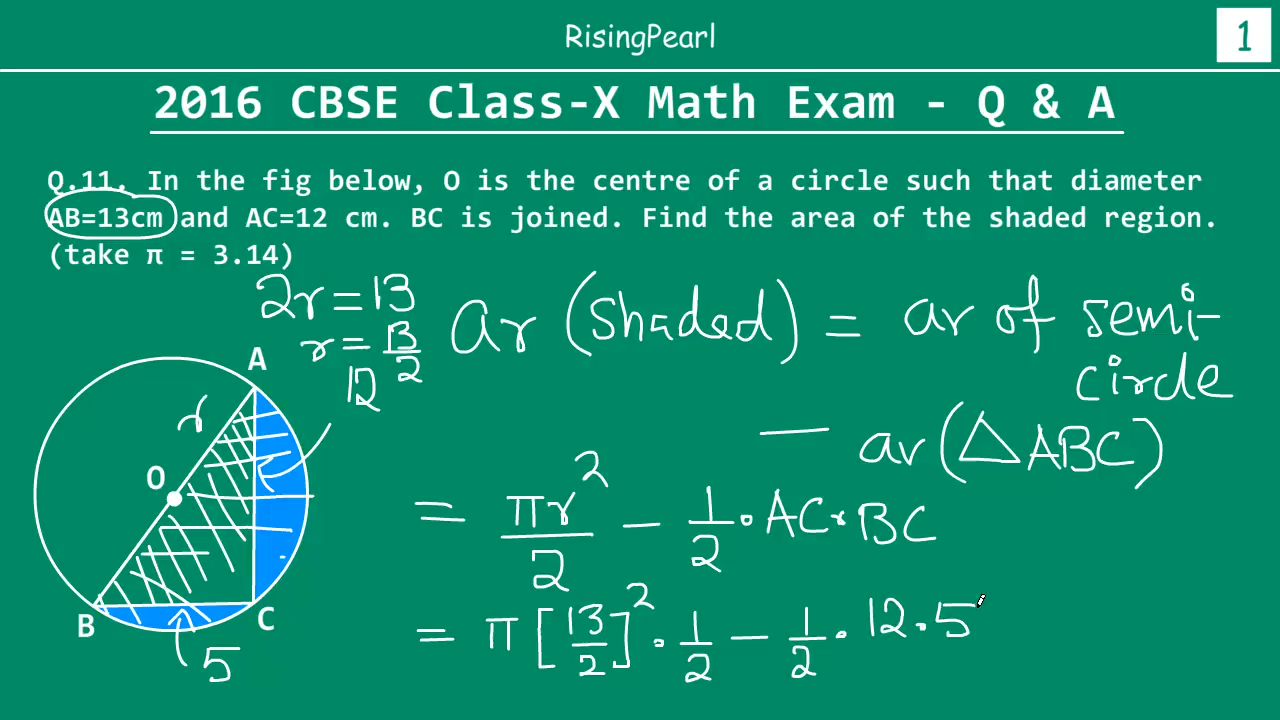 RisingPearl
1
2016 CBSE Class-X Math Exam - Q & A
Q.11. In the fig below, O is the centre of a circle such that diameter
AB=13cm and AC=12 cm. BC is joined. Find the area of the shaded region.
(take π = 3.14)
2r = 13
r = 13/2
ar (shaded) = ar of semi-
circle
— ar (△ABC)
= πr²/2 - 1/2 · AC · BC
= π [13/2]² · 1/2 - 1/2 · 12 · 5
A
12
r
O
B
C
5